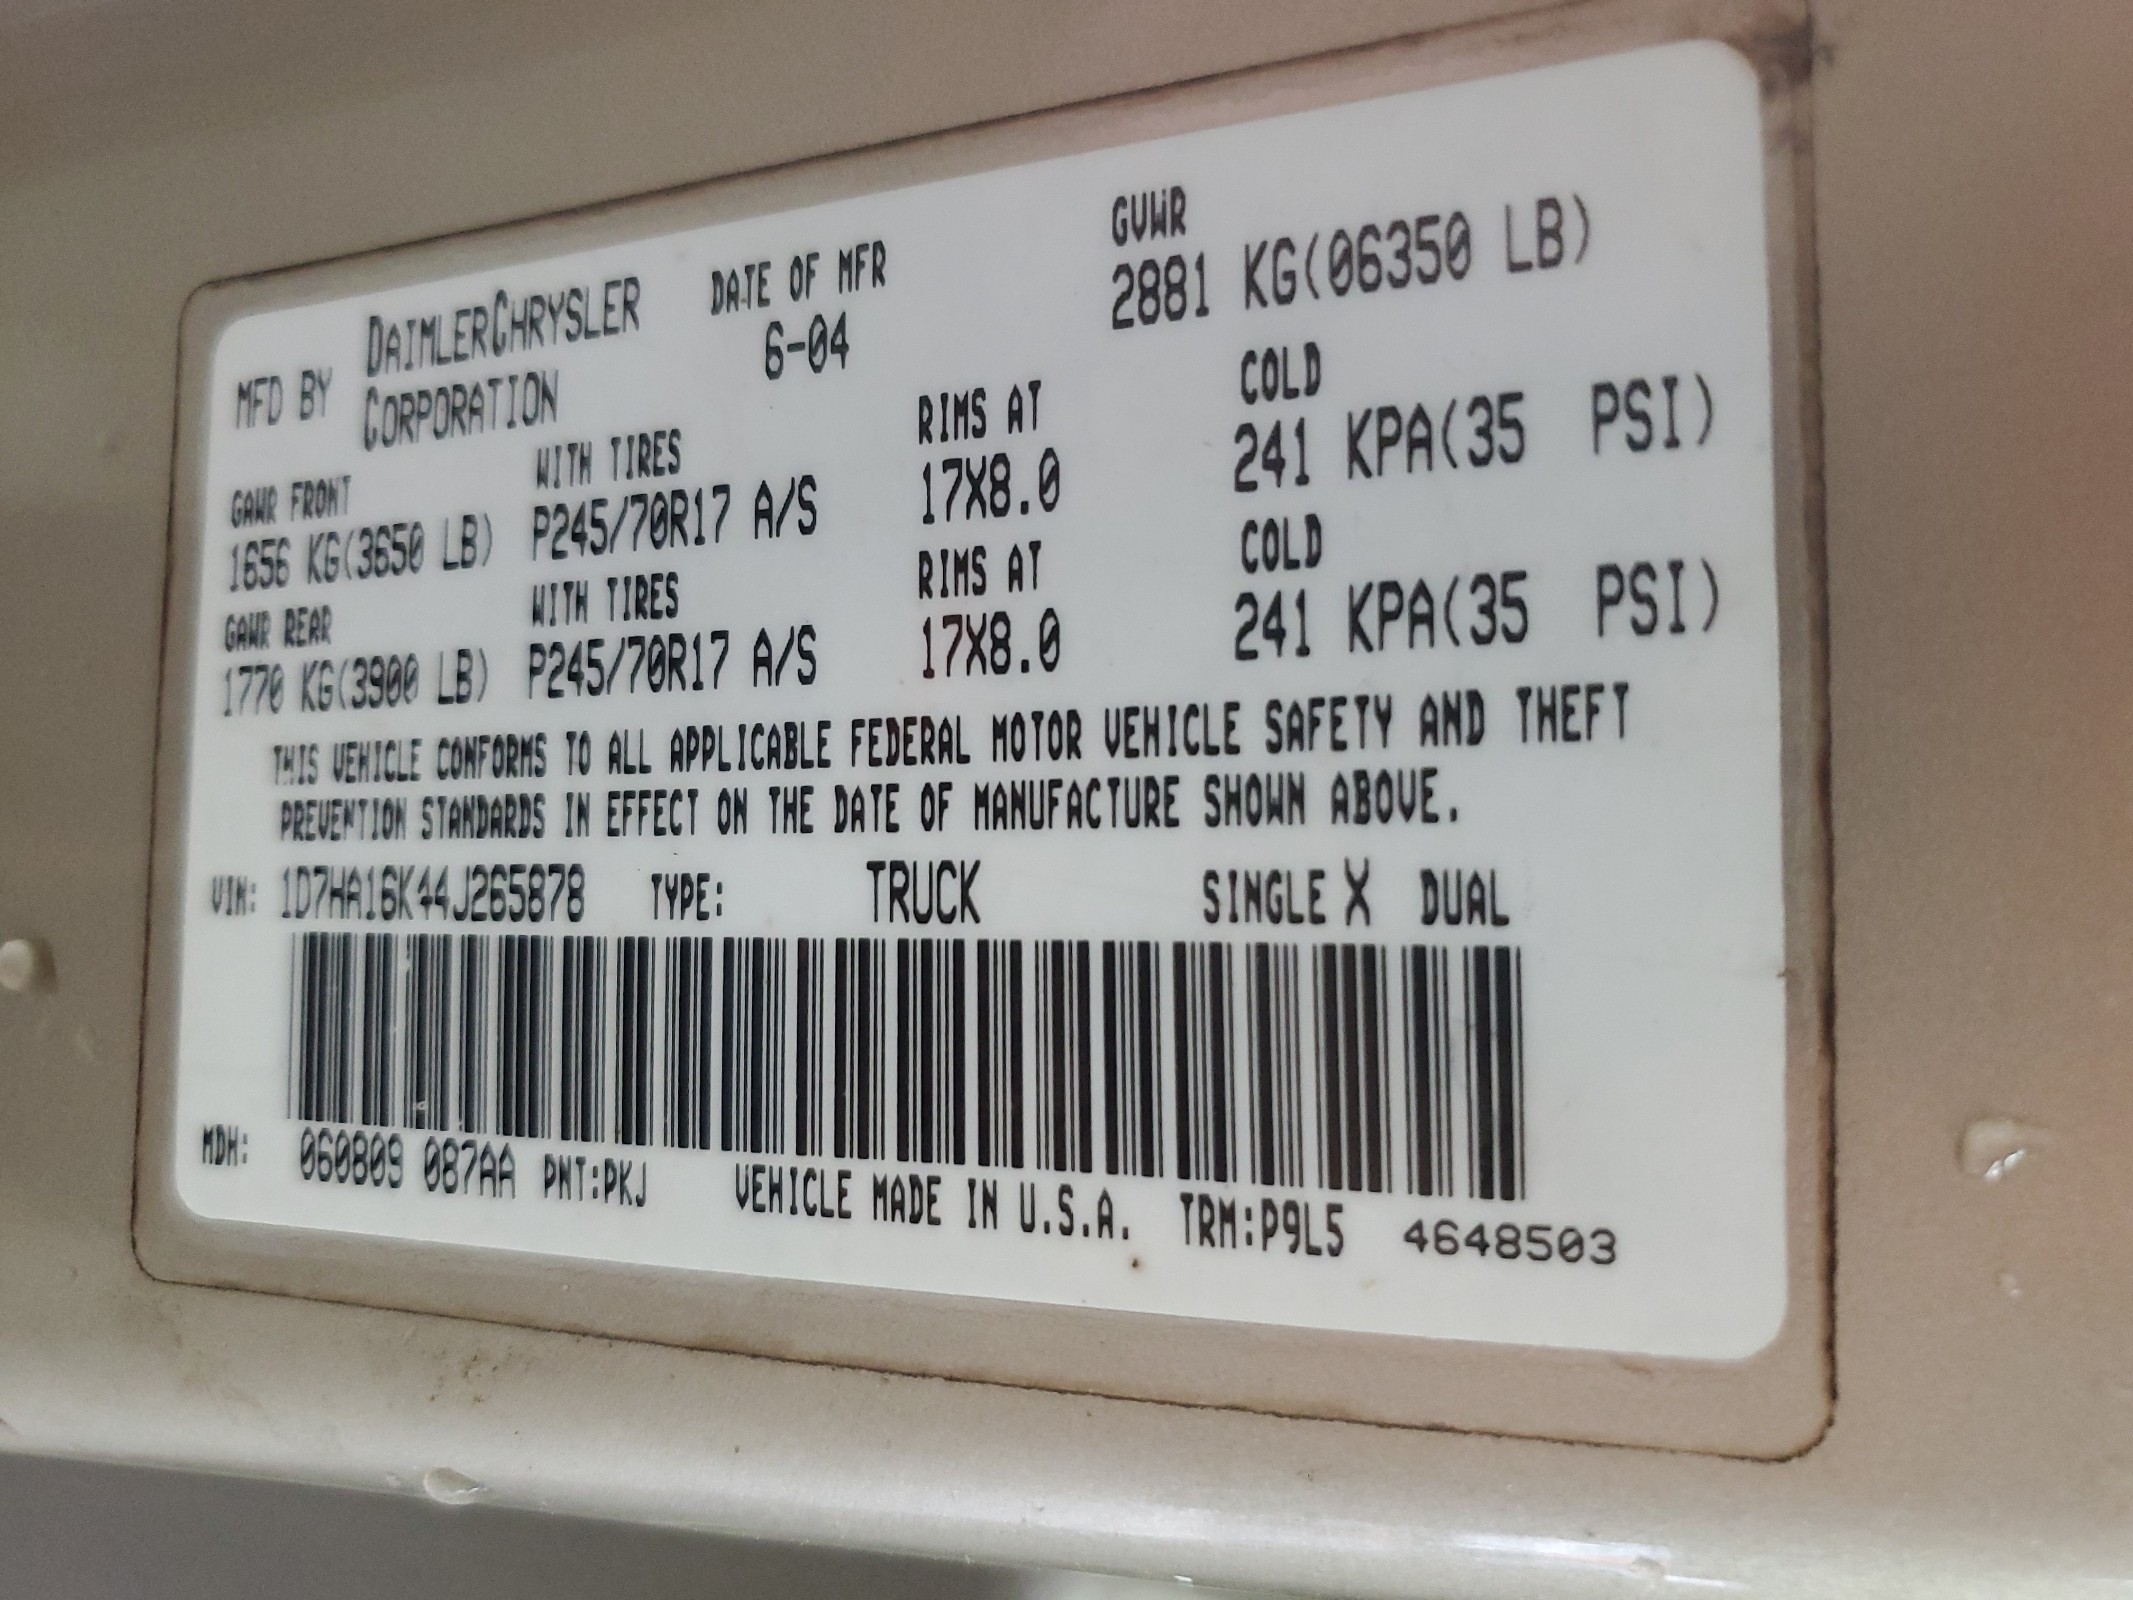 MFD BY DAIMLERCHRYSLER CORPORATION
DATE OF MFR
6-04
GVWR
2881 KG(06350 LB)
GAWR FRONT WITH TIRES RIMS AT COLD
1656 KG(3650 LB) P245/70R17 A/S 17X8.0 241 KPA(35 PSI)
GAWR REAR WITH TIRES RIMS AT COLD
1770 KG(3900 LB) P245/70R17 A/S 17X8.0 241 KPA(35 PSI)
THIS VEHICLE CONFORMS TO ALL APPLICABLE FEDERAL MOTOR VEHICLE SAFETY AND THEFT
PREVENTION STANDARDS IN EFFECT ON THE DATE OF MANUFACTURE SHOWN ABOVE.
VIN: 1D7HA16K44J265878 TYPE: TRUCK SINGLE X DUAL
MDH: 060809 087AA PNT:PKJ VEHICLE MADE IN U.S.A. TRM:P9L5 4648503